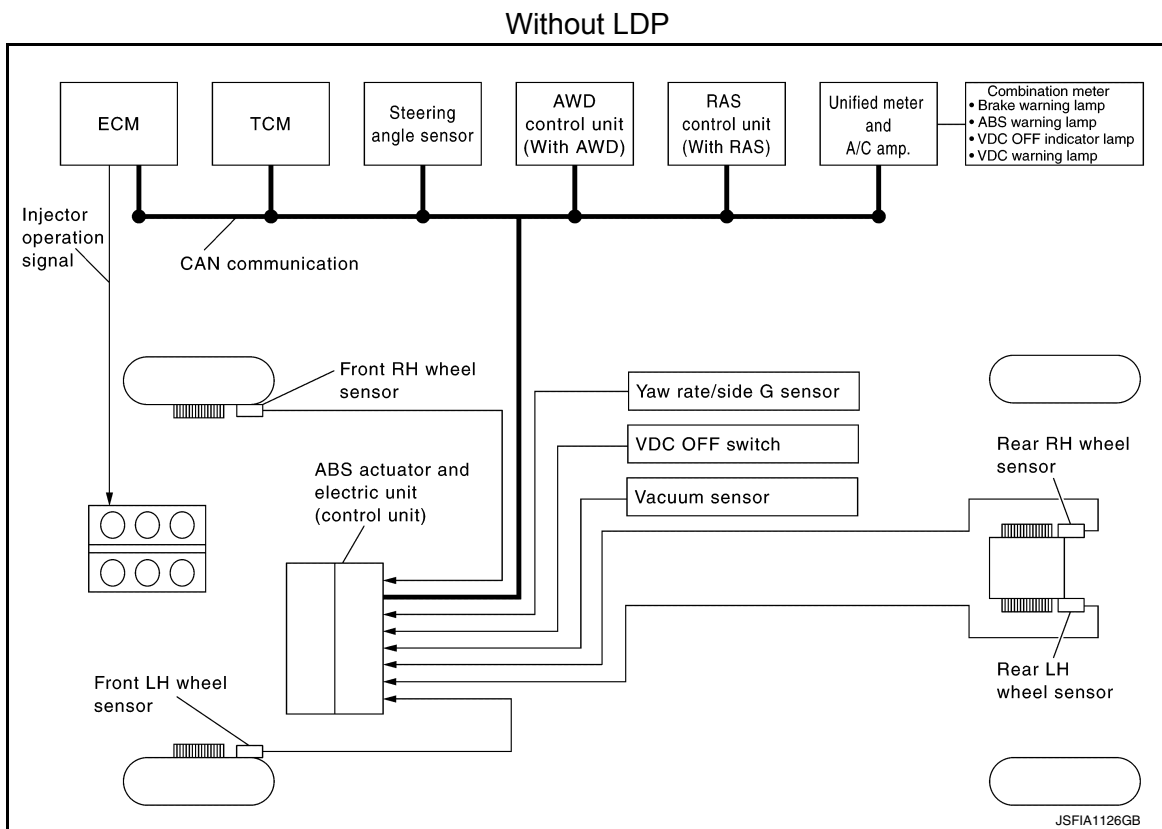 Without LDP
ECM
TCM
Steering
angle sensor
AWD
control unit
(With AWD)
RAS
control unit
(With RAS)
Unified meter
and
A/C amp.
Combination meter
• Brake warning lamp
• ABS warning lamp
• VDC OFF indicator lamp
• VDC warning lamp
Injector
operation
signal
CAN communication
Front RH wheel
sensor
Yaw rate/side G sensor
VDC OFF switch
Vacuum sensor
Rear RH wheel
sensor
ABS actuator and
electric unit
(control unit)
Front LH wheel
sensor
Rear LH
wheel sensor
JSFIA1126GB